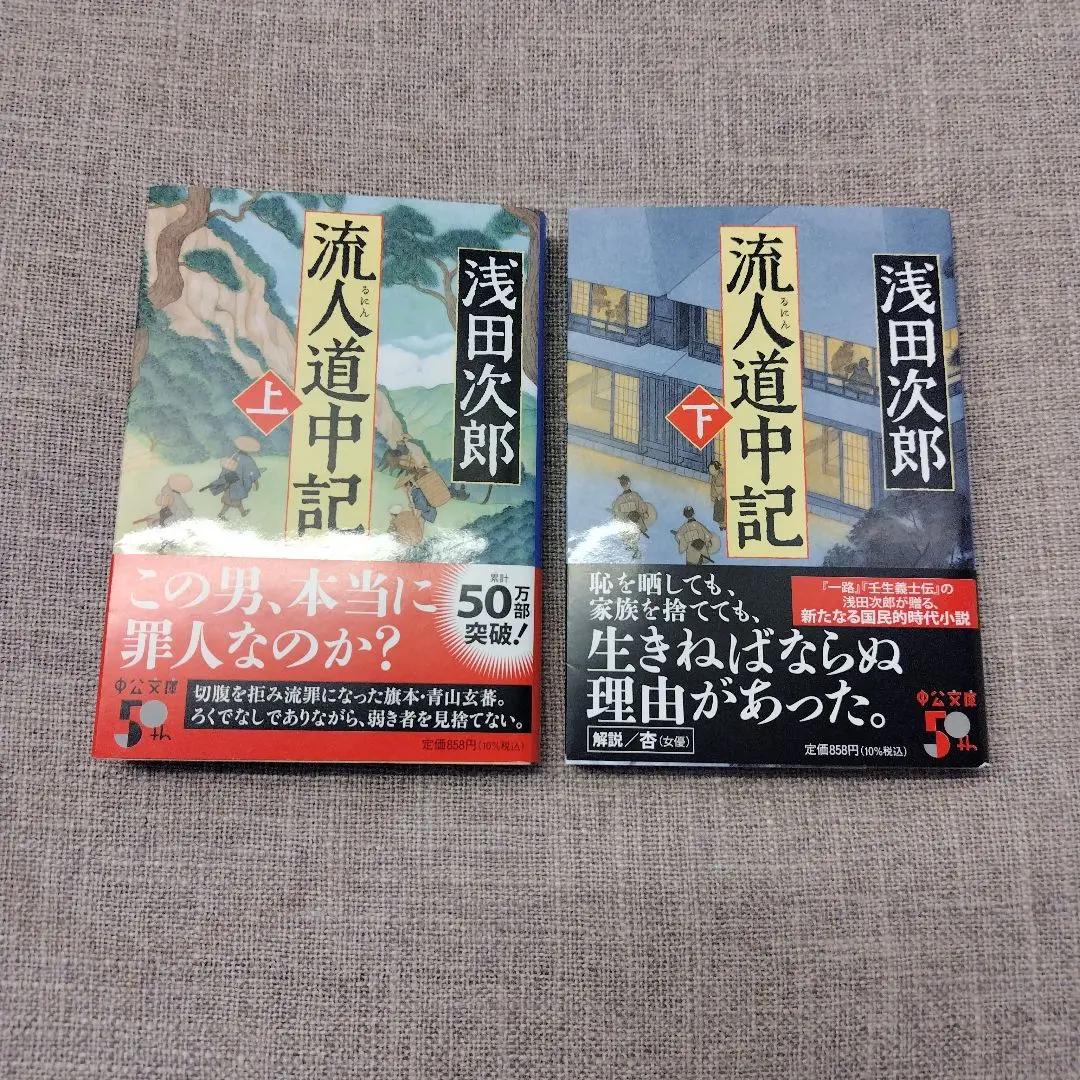 浅田次郎
流人道中記
るにん
上
この男、本当に
罪人なのか?
累計
50万部
突破!
中公文庫
50th
切腹を拒み流罪になった旗本・青山玄蕃。
ろくでなしでありながら、弱き者を見捨てない。
定価858円(10%税込)
浅田次郎
流人道中記
るにん
下
恥を晒しても、
家族を捨てても、
生きねばならぬ
理由があった。
『一路』『壬生義士伝』の
浅田次郎が贈る、
新たなる国民的時代小説
解説/杏(女優)
定価858円(10%税込)
中公文庫
50th